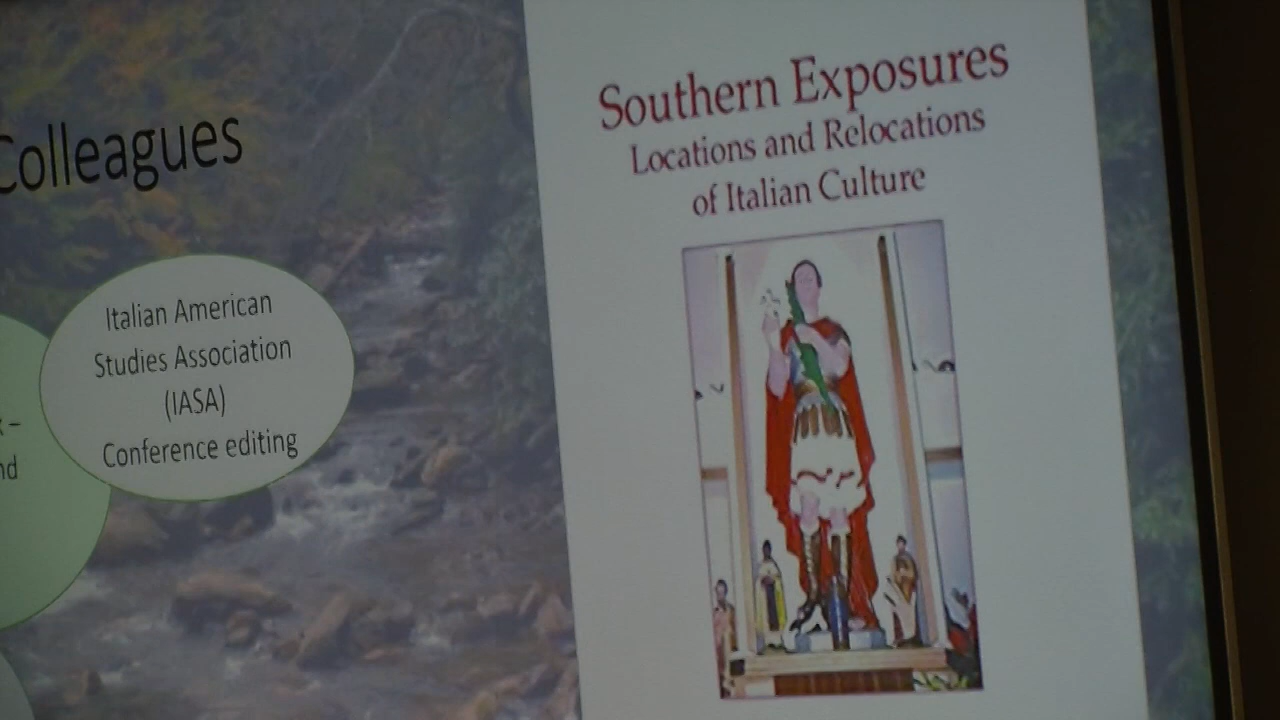 Colleagues
Italian American
Studies Association
(IASA)
Conference editing
Southern Exposures
Locations and Relocations
of Italian Culture